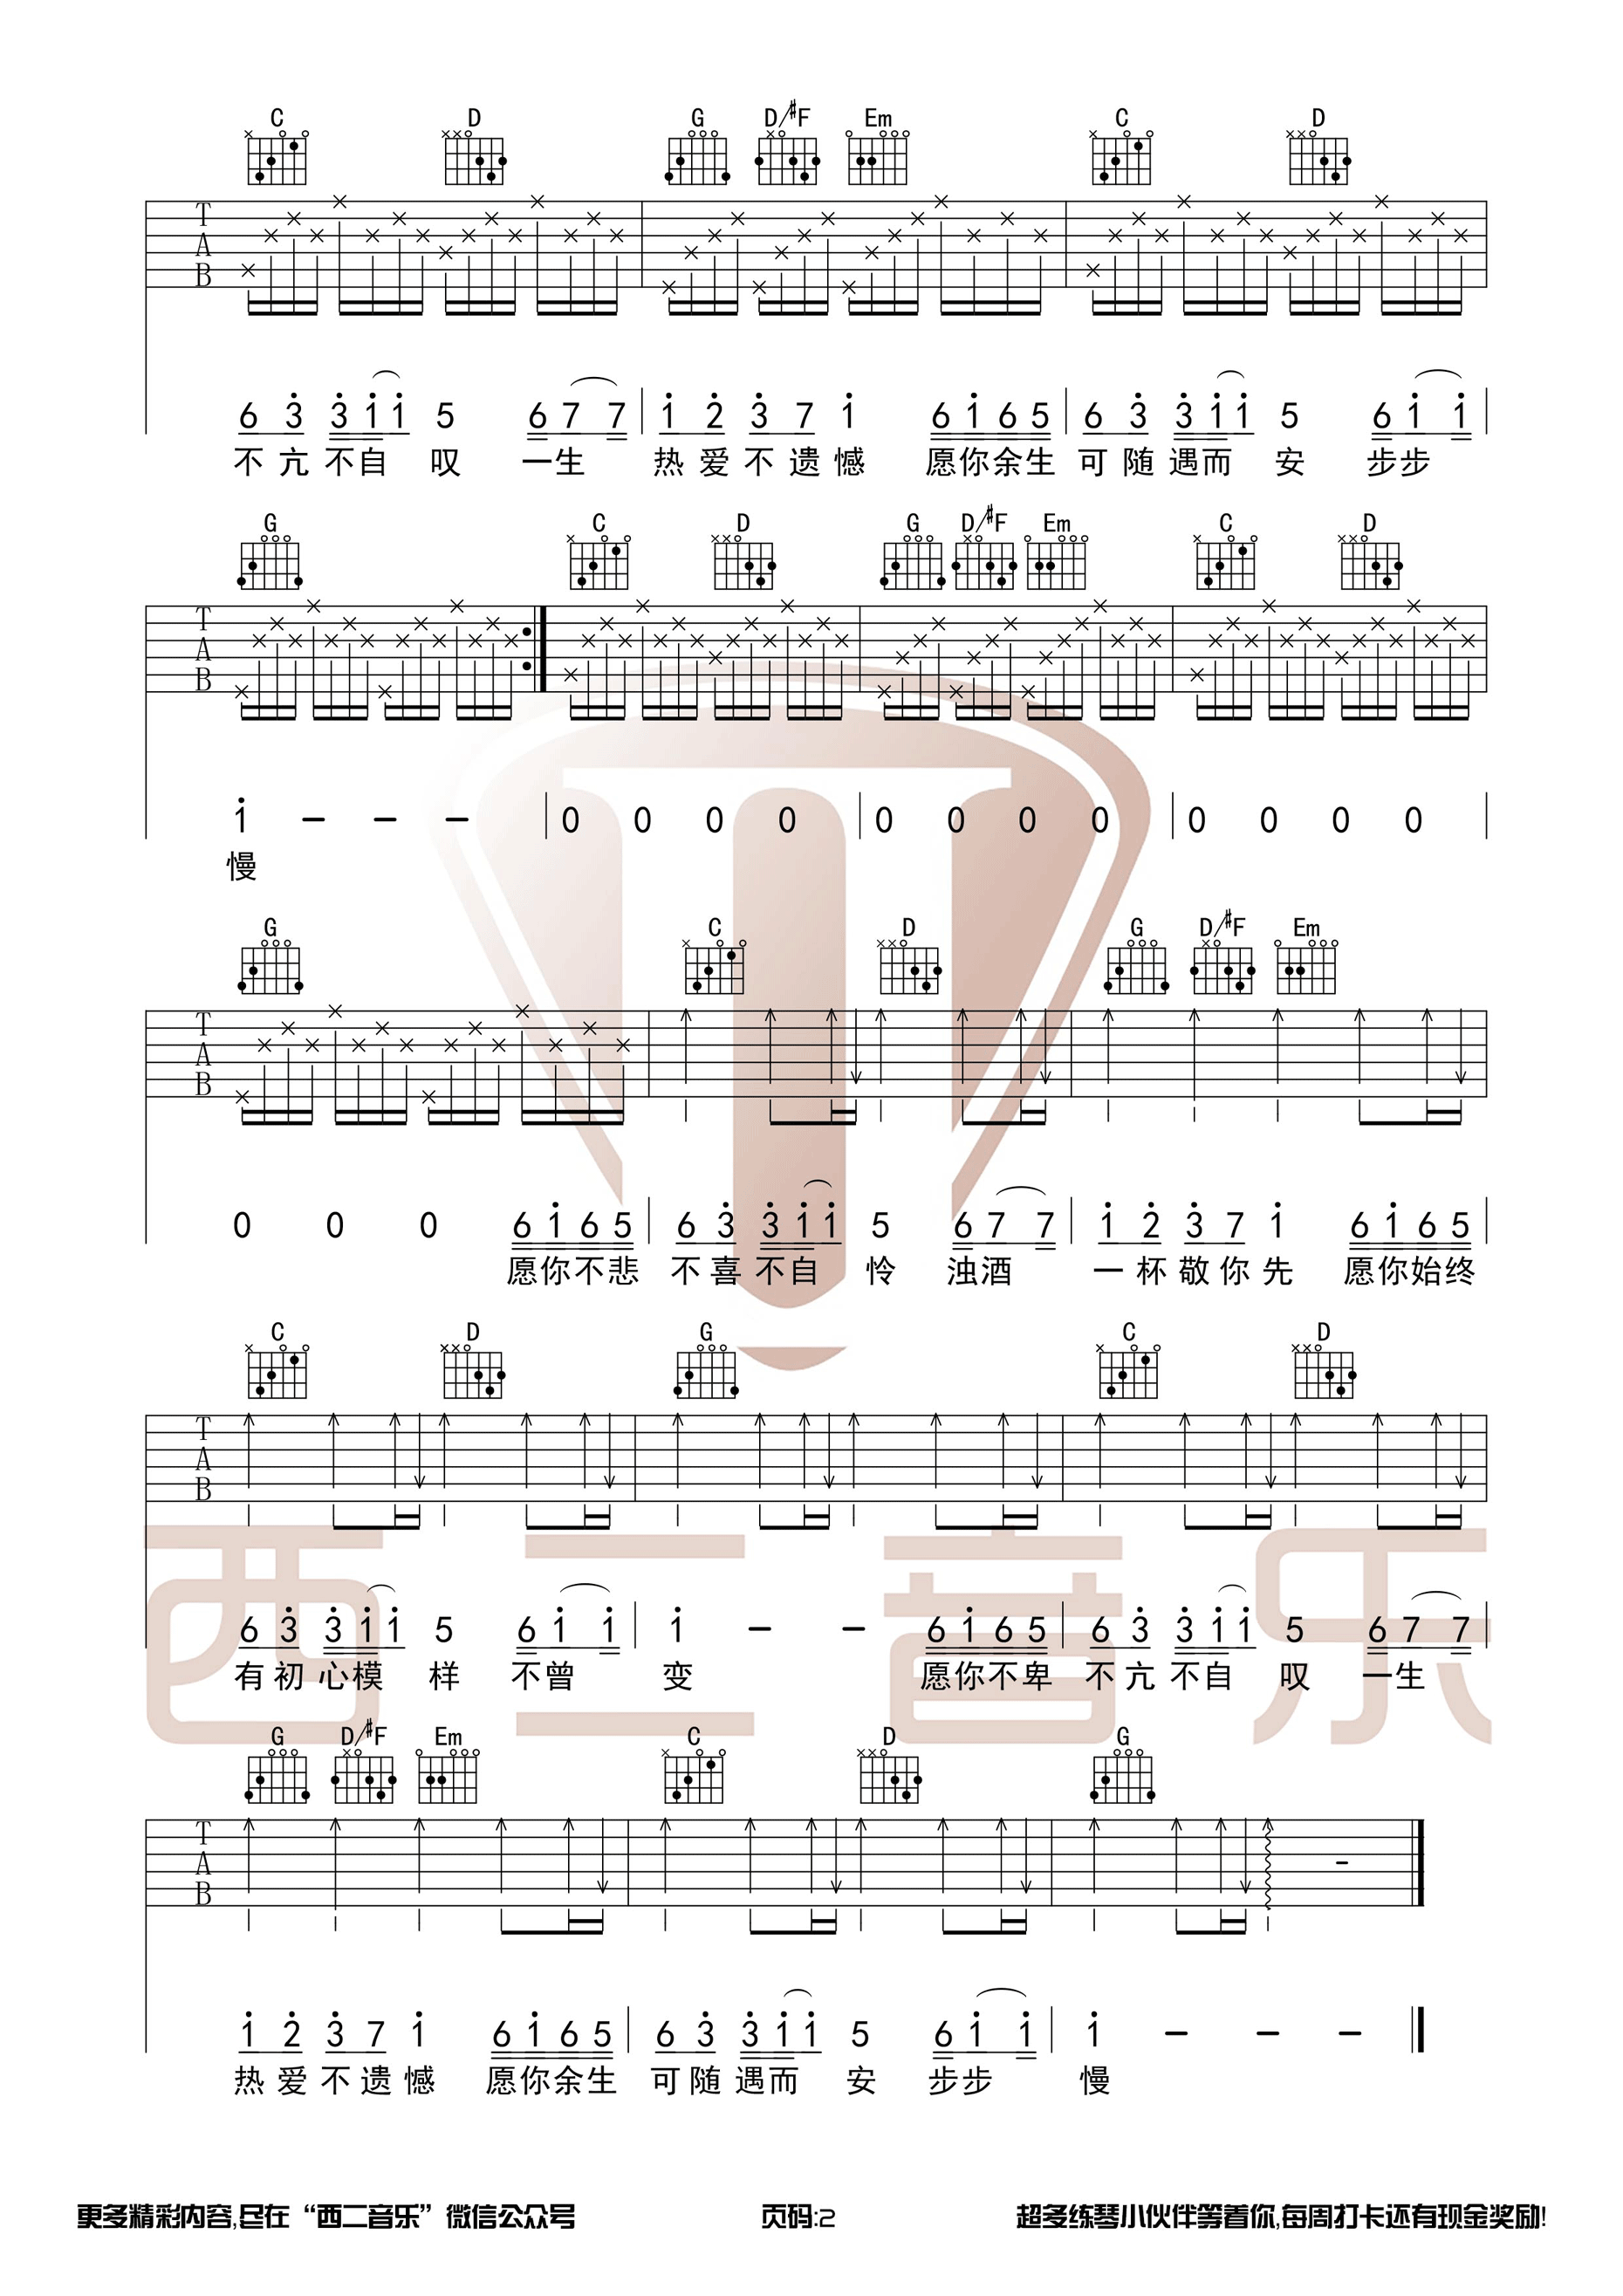 C D G D/#F Em C D
T
A
B
6 3 3 1 1 5 6 7 7 1 2 3 7 1 6 1 6 5 6 3 3 1 1 5 6 1 1
不 亢 不自 叹 一生 热 爱 不 遗 憾 愿你余生 可 随 遇而 安 步步
G C D G D/#F Em C D
T
A
B
1 - - - 0 0 0 0 0 0 0 0 0 0 0 0
慢
G C D G D/#F Em
T
A
B
0 0 0 6 1 6 5 6 3 3 1 1 5 6 7 7 1 2 3 7 1 6 1 6 5
愿你不悲 不 喜 不自 怜 浊酒 一 杯 敬 你 先 愿你始终
C D G C D
T
A
B
6 3 3 1 1 5 6 1 1 1 - - 6 1 6 5 6 3 3 1 1 5 6 7 7
有 初 心模 样 不曾 变 愿你不卑 不 亢 不自 叹 一生
西二音乐
G D/#F Em C D G
T
A
B
1 2 3 7 1 6 1 6 5 6 3 3 1 1 5 6 1 1 1 - - -
热 爱 不 遗 憾 愿你余生 可 随 遇而 安 步步 慢
更多精彩内容,尽在“西二音乐”微信公众号 页码:2 超多练琴小伙伴等着你,每周打卡还有现金奖励!